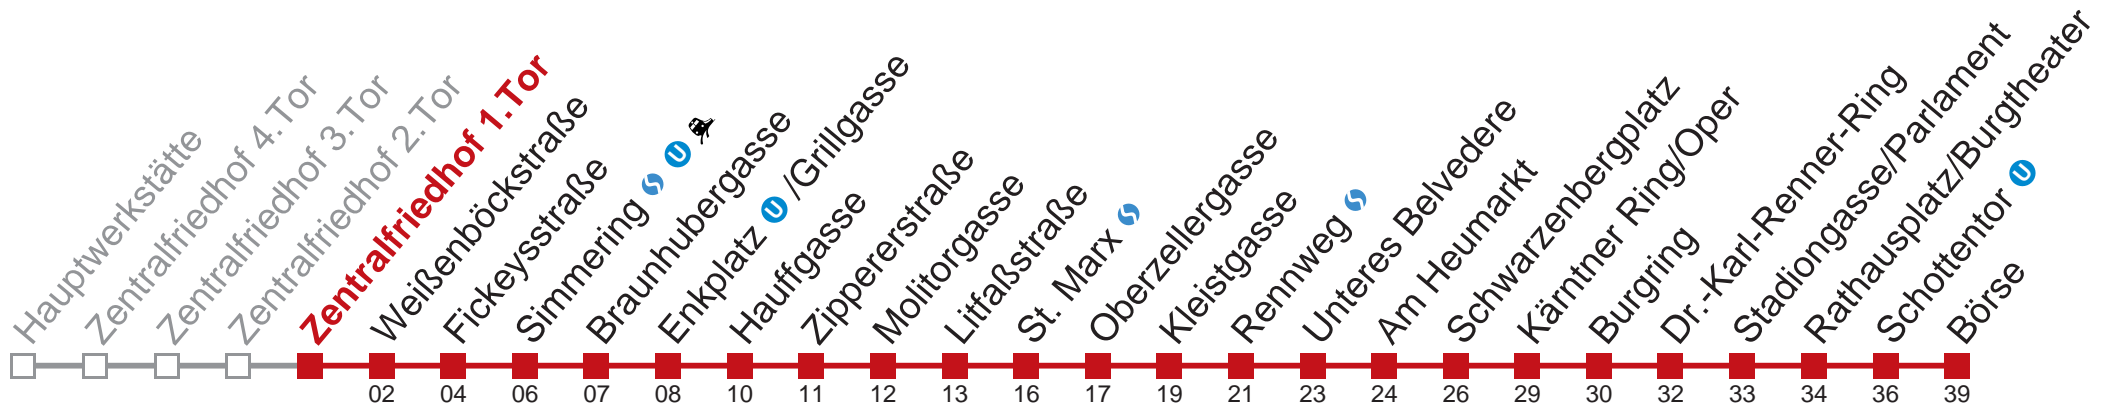 Hauptwerkstätte
Zentralfriedhof 4.Tor
Zentralfriedhof 3.Tor
Zentralfriedhof 2.Tor
Zentralfriedhof 1.Tor
Weißenböckstraße
Fickeysstraße
Simmering U
Braunhubergasse
Enkplatz U /Grillgasse
Hauffgasse
Zippererstraße
Molitorgasse
Litfaßstraße
St. Marx
Oberzellergasse
Kleistgasse
Rennweg
Unteres Belvedere
Am Heumarkt
Schwarzenbergplatz
Kärntner Ring/Oper
Burgring
Dr.-Karl-Renner-Ring
Stadiongasse/Parlament
Rathausplatz/Burgtheater
Schottentor U
Börse
02 04 06 07 08 10 11 12 13 16 17 19 21 23 24 26 29 30 32 33 34 36 39